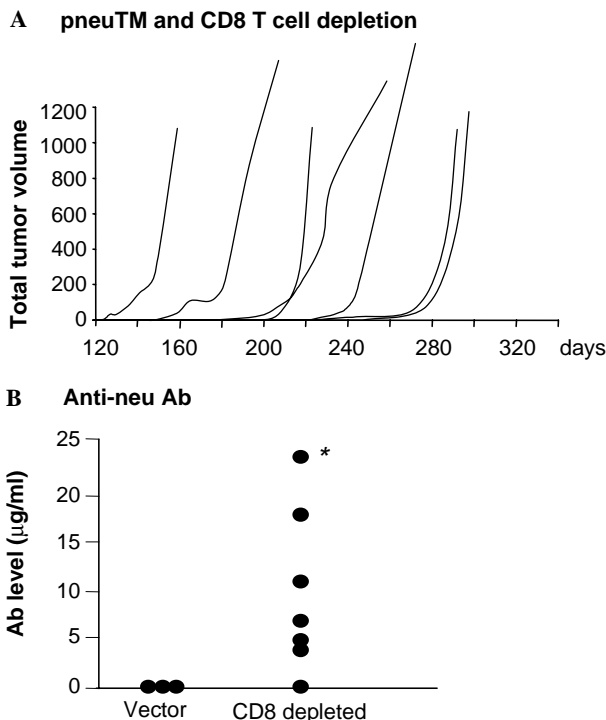 A pneuTM and CD8 T cell depletion
Total tumor volume
1200
1000
800
600
400
200
0
120 160 200 240 280 320 days
B Anti-neu Ab
Ab level (µg/ml)
25
20
15
10
5
0
*
Vector CD8 depleted